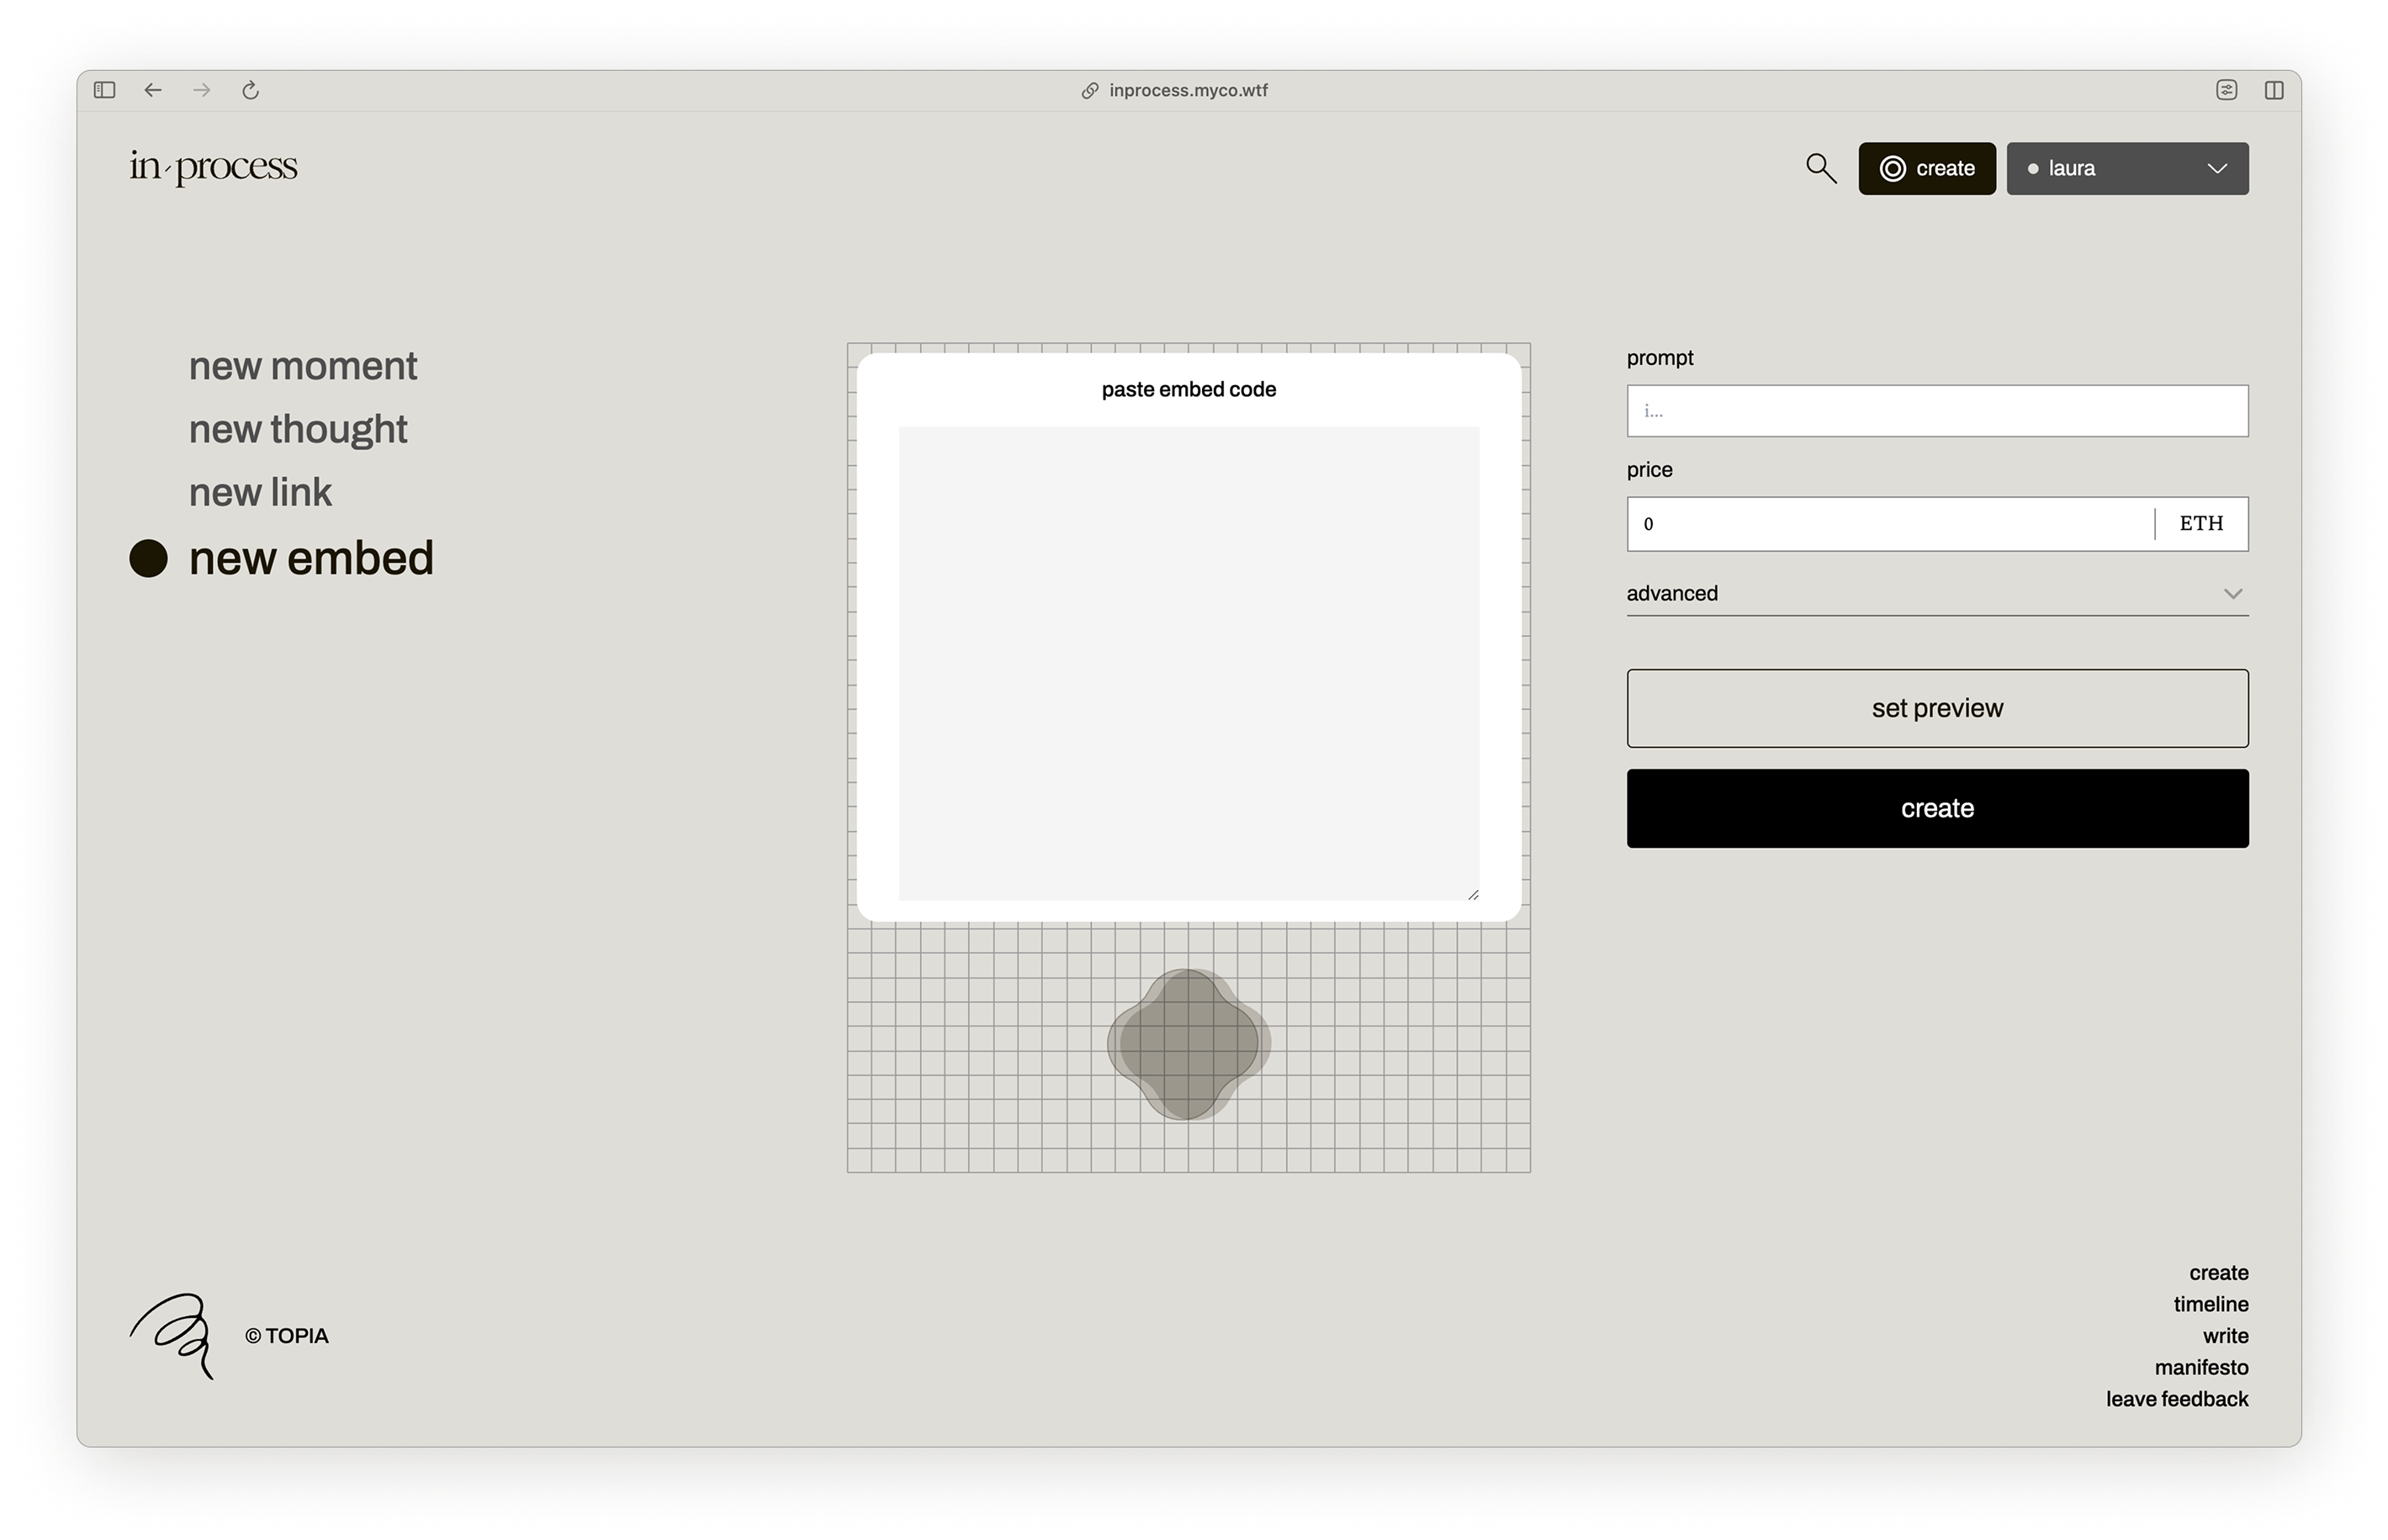 inprocess.myco.wtf
in process
create
laura
new moment
new thought
new link
new embed
paste embed code
prompt
i...
price
0
ETH
advanced
set preview
create
© TOPIA
create
timeline
write
manifesto
leave feedback